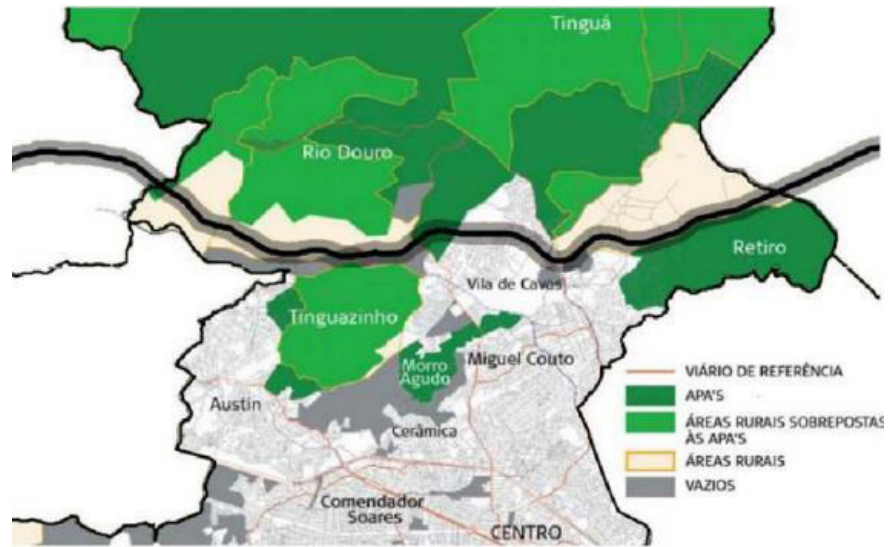 Tinguá
Rio Douro
Retiro
Vila de Cavas
Tinguazinho
Morro
Agudo
Miguel Couto
Austin
Cerâmica
Comendador
Soares
CENTRO
VIÁRIO DE REFERÊNCIA
APA'S
ÁREAS RURAIS SOBREPOSTAS
ÀS APA'S
ÁREAS RURAIS
VAZIOS